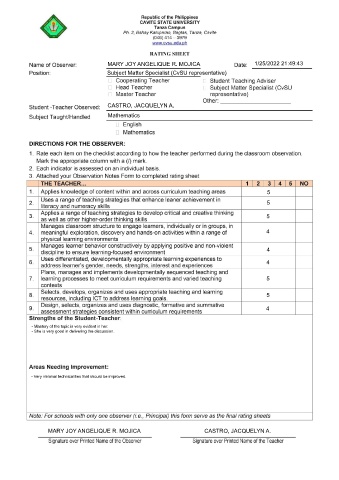 Republic of the Philippines
CAVITE STATE UNIVERSITY
Tanza Campus
Ph. 2, Bahay Katuparan, Bagtas, Tanza, Cavite
(046) 414 - 3979
www.cvsu.edu.ph
RATING SHEET
Name of Observer: MARY JOY ANGELIQUE R. MOJICA Date: 1/25/2022 21:49:43
Position: Subject Matter Specialist (CvSU representative)
Cooperating Teacher Student Teaching Adviser
Head Teacher Subject Matter Specialist (CvSU
Master Teacher representative)
Other:
Student -Teacher Observed: CASTRO, JACQUELYN A.
Subject Taught/Handled Mathematics
English
Mathematics
DIRECTIONS FOR THE OBSERVER:
1. Rate each item on the checklist according to how the teacher performed during the classroom observation.
Mark the appropriate column with a (/) mark.
2. Each indicator is assessed on an individual basis.
3. Attached your Observation Notes Form to completed rating sheet
THE TEACHER… 1 2 3 4 5 NO
1. Applies knowledge of content within and across curriculum teaching areas 5
2. Uses a range of teaching strategies that enhance learner achievement in
literacy and numeracy skills 5
3. Applies a range of teaching strategies to develop critical and creative thinking
as well as other higher-order thinking skills 5
4. Manages classroom structure to engage learners, individually or in groups, in
meaningful exploration, discovery and hands-on activities within a range of
physical learning environments 4
5. Manages learner behavior constructively by applying positive and non-violent
discipline to ensure learning-focused environment 4
6. Uses differentiated, developmentally appropriate learning experiences to
address learner's gender, needs, strengths, interest and experiences 4
7. Plans, manages and implements developmentally sequenced teaching and
learning processes to meet curriculum requirements and varied teaching
contexts 5
8. Selects, develops, organizes and uses appropriate teaching and learning
resources, including ICT to address learning goals 5
9. Design, selects, organizes and uses diagnostic, formative and summative
assessment strategies consistent within curriculum requirements 4
Strengths of the Student-Teacher
- Mastery of the topic is very evident in her.
- She is very good in delivering the discussion.
Areas Needing Improvement:
- Very minimal technicalities that should be improved.
Note: For schools with only one observer (i.e., Principal) this form serve as the final rating sheets
MARY JOY ANGELIQUE R. MOJICA CASTRO, JACQUELYN A.
Signature over Printed Name of the Observer Signature over Printed Name of the Teacher